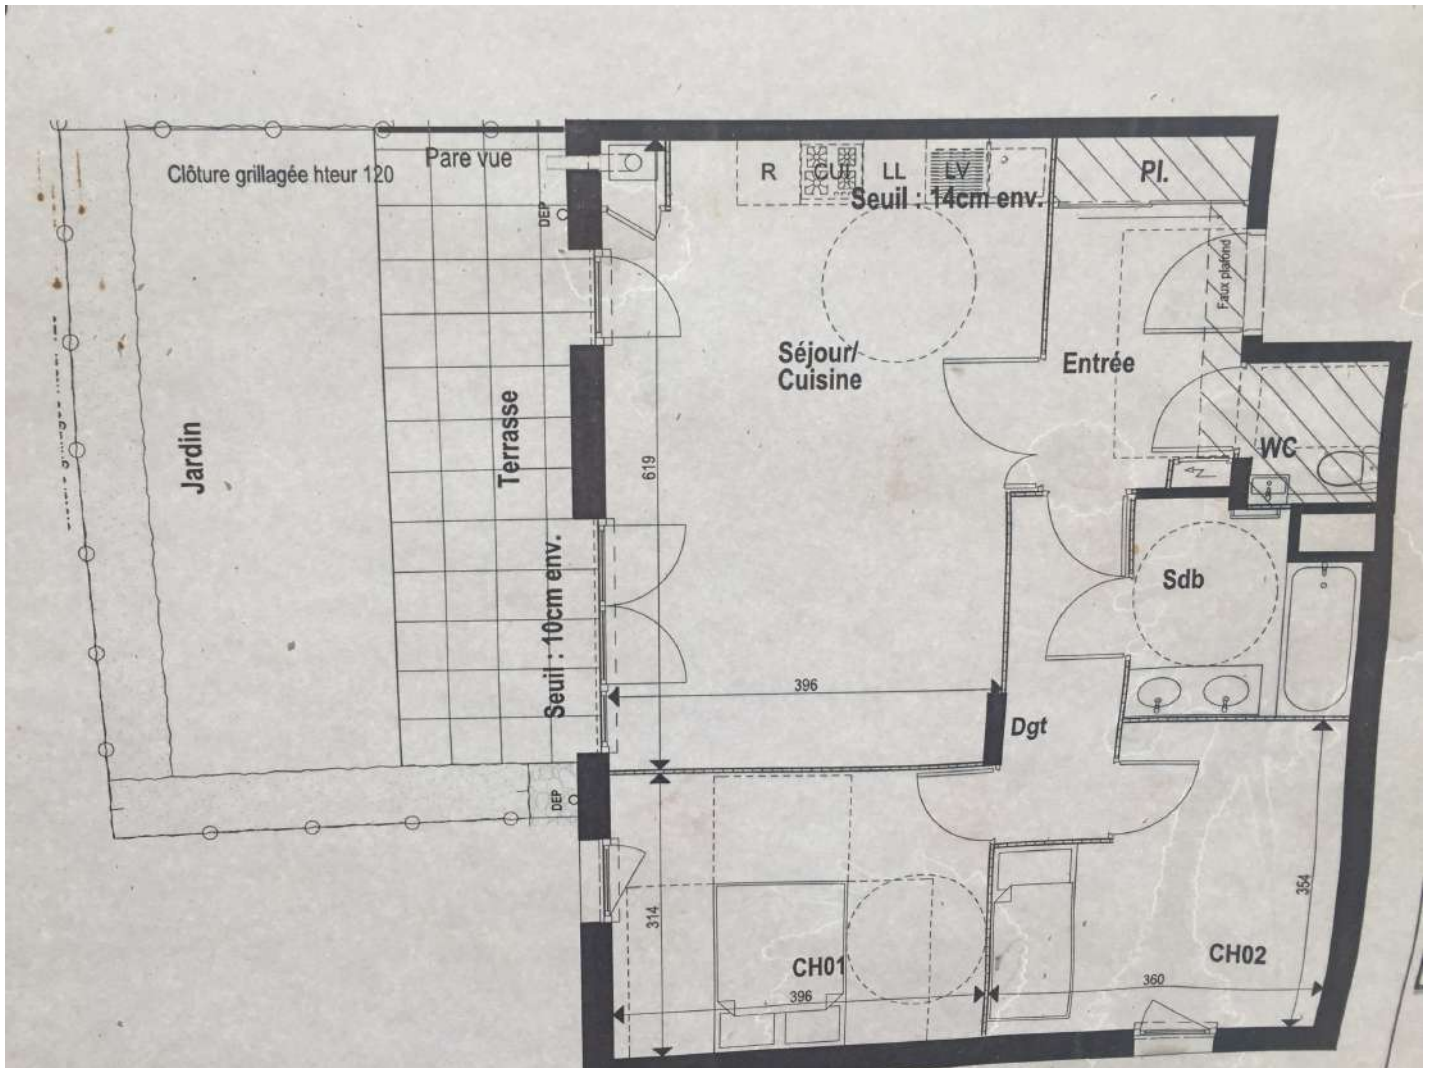 Clôture grillagée hteur 120
Pare vue
DEP
R
CUI
LL
LV
Seuil : 14cm env.
Pl.
Faux plafond
Séjour/
Cuisine
Entrée
WC
Jardin
Terrasse
619
Seuil : 10cm env.
Sdb
396
Dgt
DEP
314
CH01
396
CH02
354
360